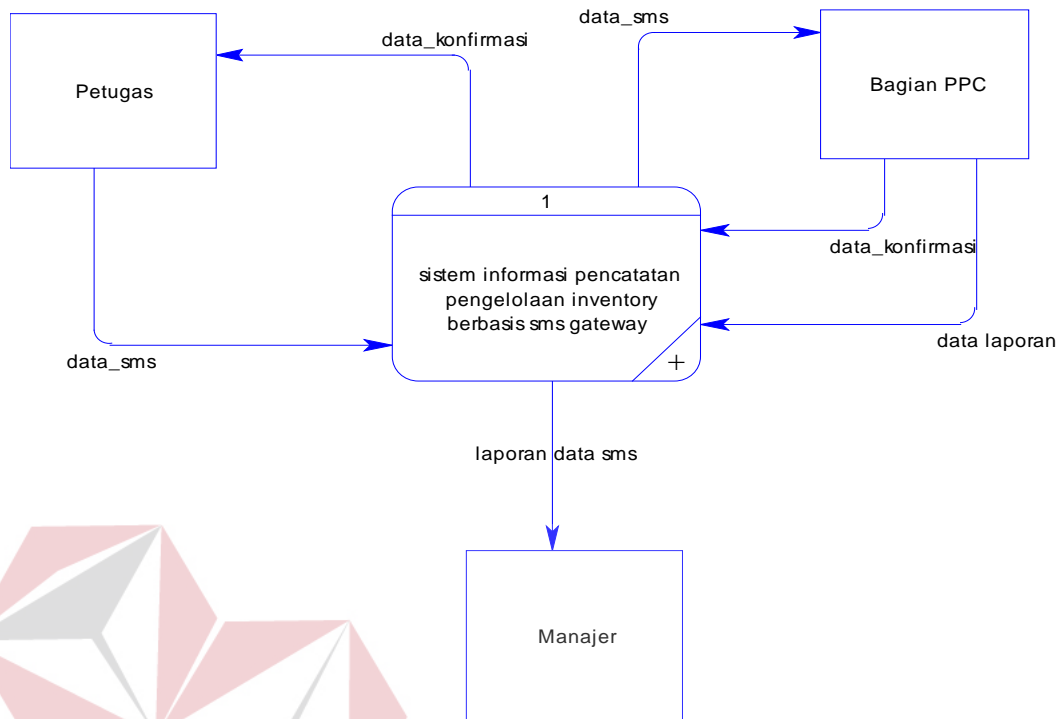 data_sms
data_konfirmasi
Petugas
Bagian PPC
1
data_konfirmasi
sistem informasi pencatatan
pengelolaan inventory
berbasis sms gateway
data laporan
data_sms
+
laporan data sms
Manajer